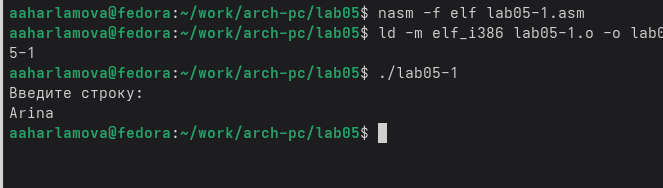 aaharlamova@fedora:~/work/arch-pc/lab05$ nasm -f elf lab05-1.asm
aaharlamova@fedora:~/work/arch-pc/lab05$ ld -m elf_i386 lab05-1.o -o lab0
5-1
aaharlamova@fedora:~/work/arch-pc/lab05$ ./lab05-1
Введите строку:
Arina
aaharlamova@fedora:~/work/arch-pc/lab05$